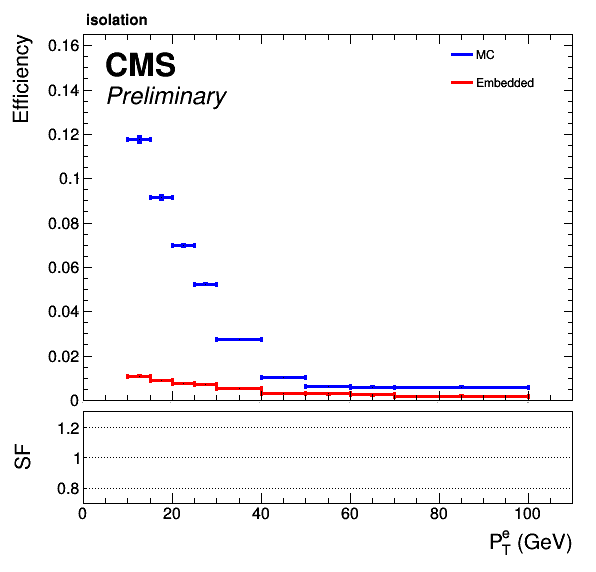 isolation
Efficiency
0.16
0.14
0.12
0.1
0.08
0.06
0.04
0.02
0
CMS
Preliminary
MC
Embedded
SF
1.2
1
0.8
0 20 40 60 80 100
P_T^e (GeV)